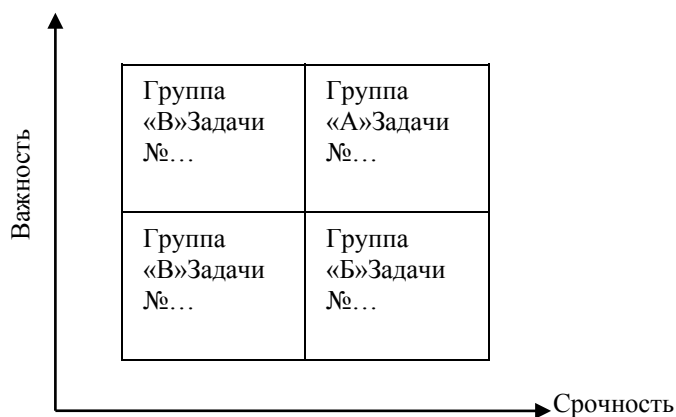 Важность
Группа
«В»Задачи
№…
Группа
«А»Задачи
№…
Группа
«В»Задачи
№…
Группа
«Б»Задачи
№…
Срочность